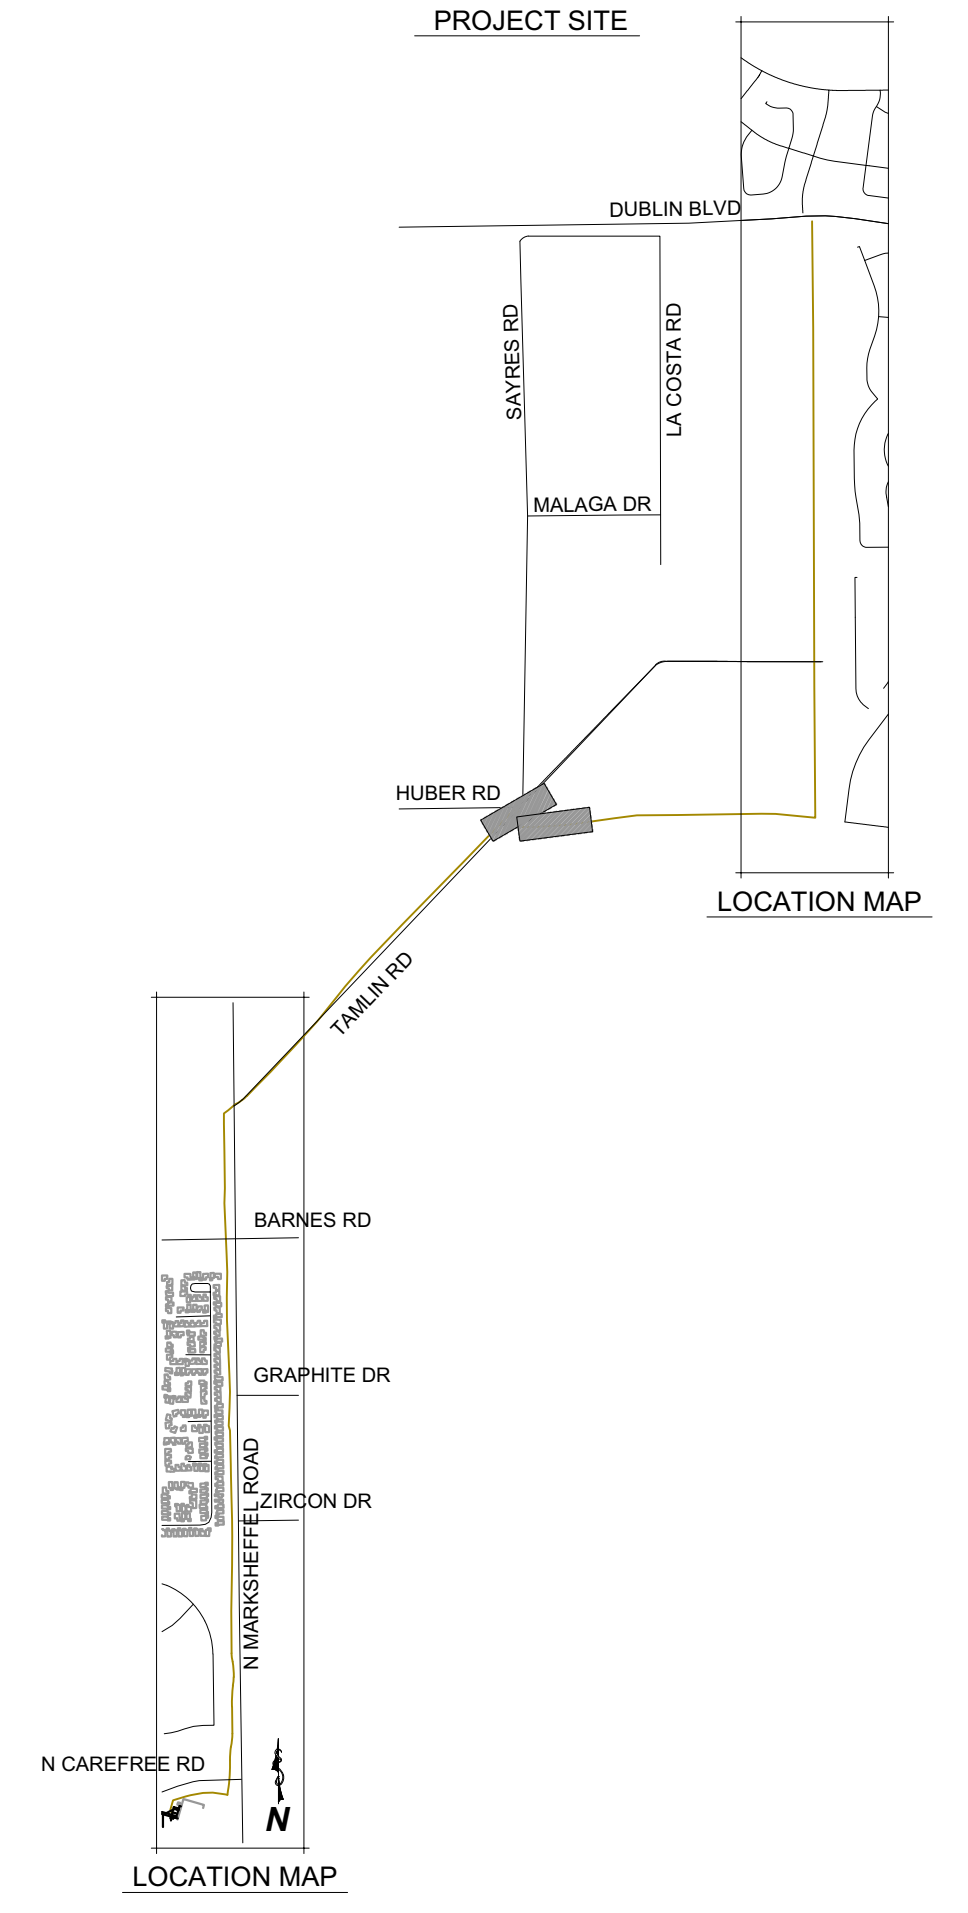 PROJECT SITE
DUBLIN BLVD
SAYRES RD
LA COSTA RD
MALAGA DR
HUBER RD
LOCATION MAP
TAMLIN RD
BARNES RD
GRAPHITE DR
N MARKSHEFFEL ROAD
ZIRCON DR
N CAREFREE RD
N
LOCATION MAP